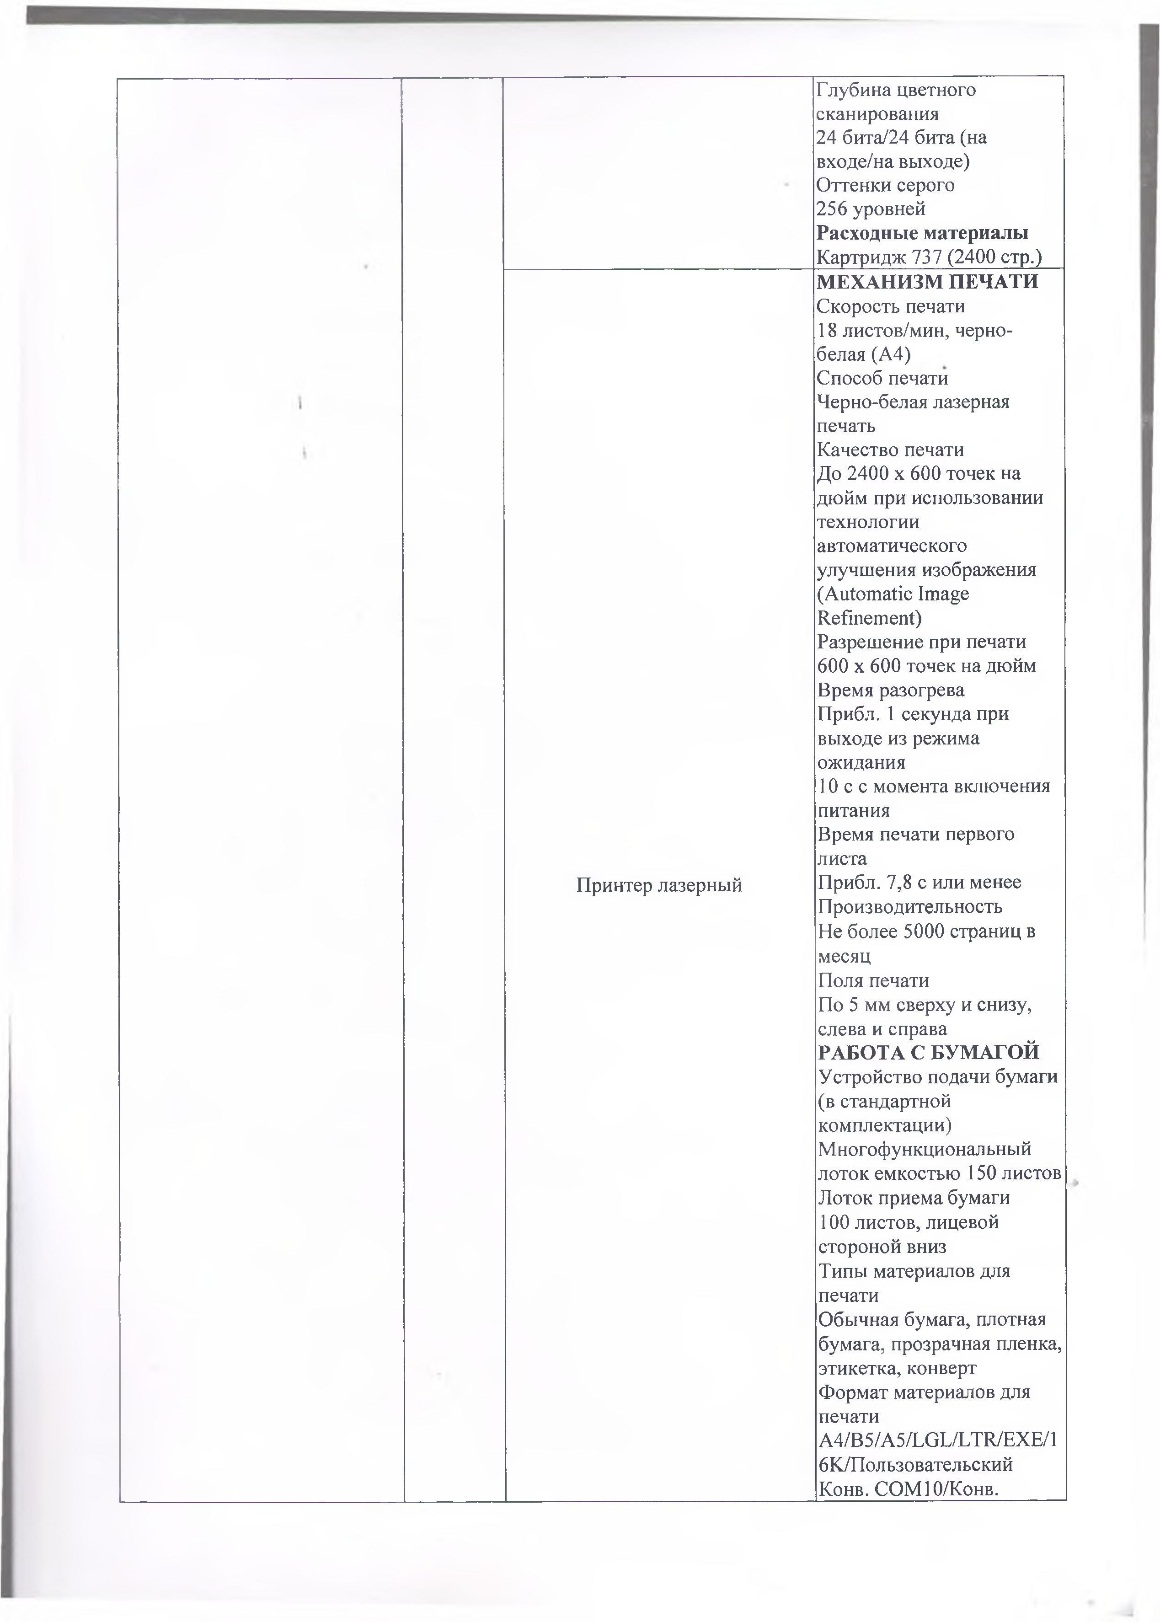 Глубина цветного
сканирования
24 бита/24 бита (на
входе/на выходе)
Оттенки серого
256 уровней
Расходные материалы
Картридж 737 (2400 стр.)
Принтер лазерный
МЕХАНИЗМ ПЕЧАТИ
Скорость печати
18 листов/мин, черно-
белая (А4)
Способ печати
Черно-белая лазерная
печать
Качество печати
До 2400 x 600 точек на
дюйм при использовании
технологии
автоматического
улучшения изображения
(Automatic Image
Refinement)
Разрешение при печати
600 x 600 точек на дюйм
Время разогрева
Прибл. 1 секунда при
выходе из режима
ожидания
10 с с момента включения
питания
Время печати первого
листа
Прибл. 7,8 с или менее
Производительность
Не более 5000 страниц в
месяц
Поля печати
По 5 мм сверху и снизу,
слева и справа
РАБОТА С БУМАГОЙ
Устройство подачи бумаги
(в стандартной
комплектации)
Многофункциональный
лоток емкостью 150 листов
Лоток приема бумаги
100 листов, лицевой
стороной вниз
Типы материалов для
печати
Обычная бумага, плотная
бумага, прозрачная пленка,
этикетка, конверт
Формат материалов для
печати
A4/B5/A5/LGL/LTR/EXE/1
6K/Пользовательский
Конв. COM10/Конв.